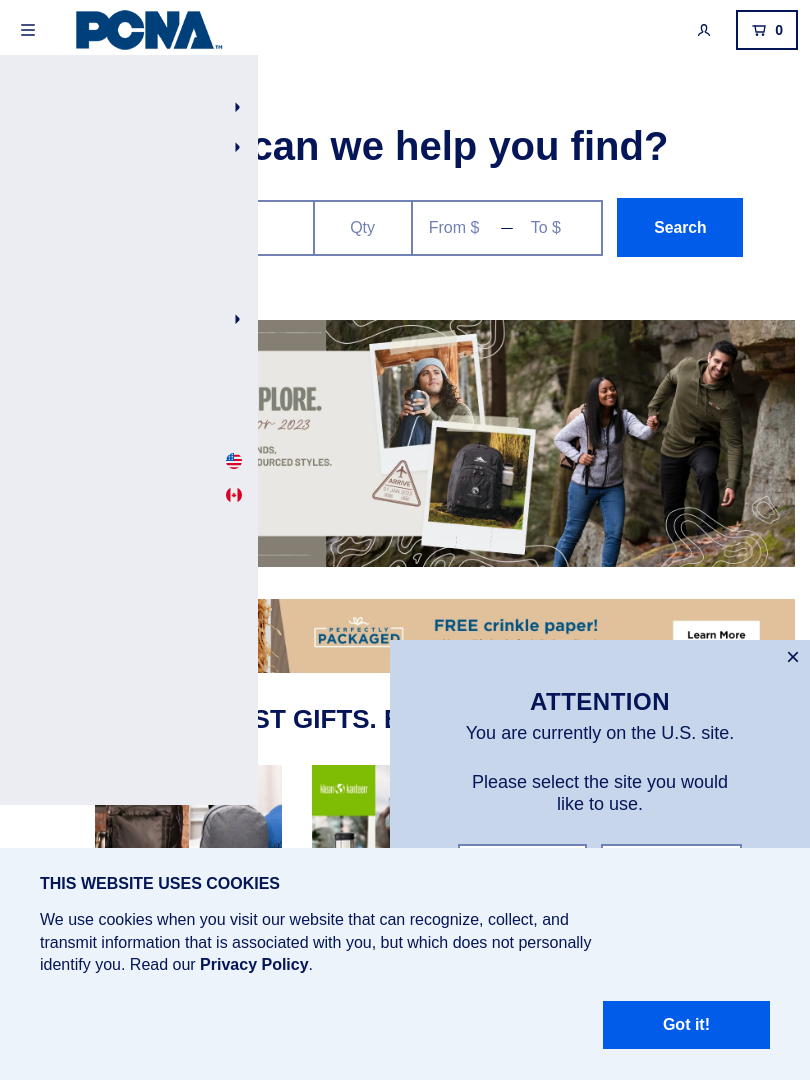 PCNA™
0
can we help you find?
Qty
From $
—
To $
Search
PLORE.
or 2023
NDS,
OURCED STYLES.
ARRIVE
PERFECTLY
PACKAGED
FREE crinkle paper!
Learn More
ST GIFTS.
klean kanteen
ATTENTION
You are currently on the U.S. site.
Please select the site you would
like to use.
THIS WEBSITE USES COOKIES
We use cookies when you visit our website that can recognize, collect, and
transmit information that is associated with you, but which does not personally
identify you. Read our Privacy Policy.
Got it!